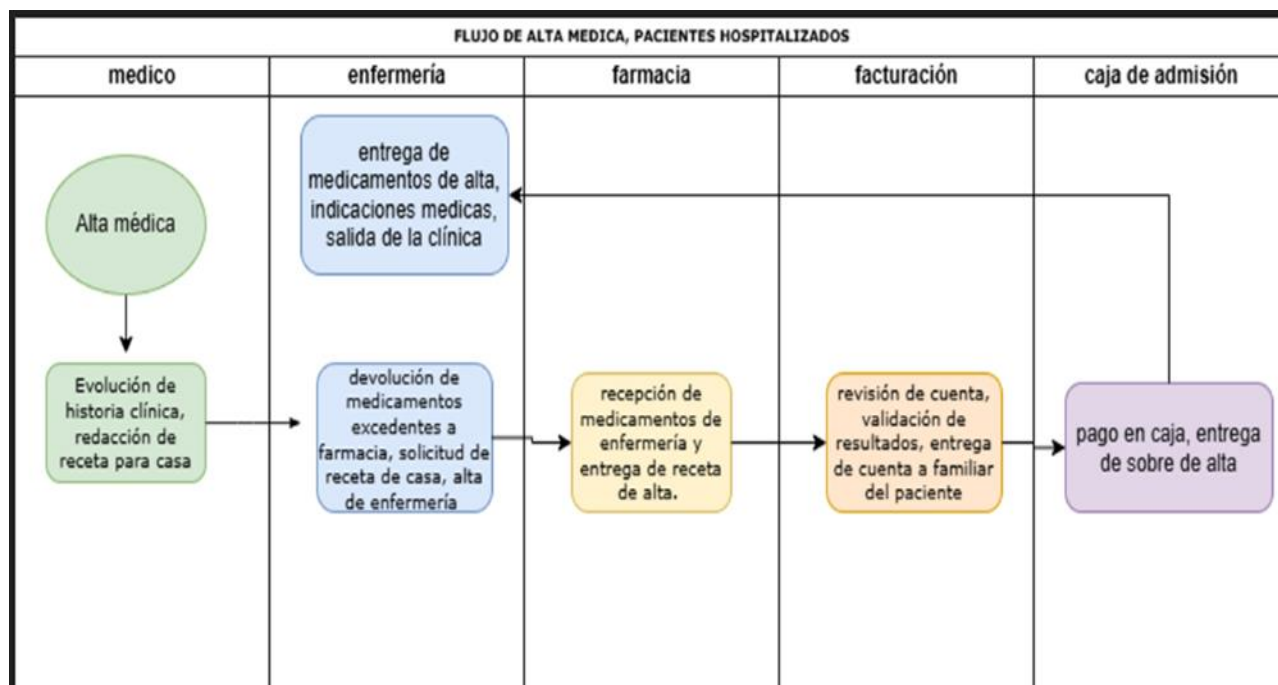 FLUJO DE ALTA MEDICA, PACIENTES HOSPITALIZADOS
medico
enfermería
farmacia
facturación
caja de admisión
entrega de
medicamentos de alta,
indicaciones medicas,
salida de la clínica
Alta médica
Evolución de
historia clínica,
redacción de
receta para casa
devolución de
medicamentos
excedentes a
farmacia, solicitud de
receta de casa, alta
de enfermería
recepción de
medicamentos de
enfermería y
entrega de receta
de alta.
revisión de cuenta,
validación de
resultados, entrega
de cuenta a familiar
del paciente
pago en caja, entrega
de sobre de alta